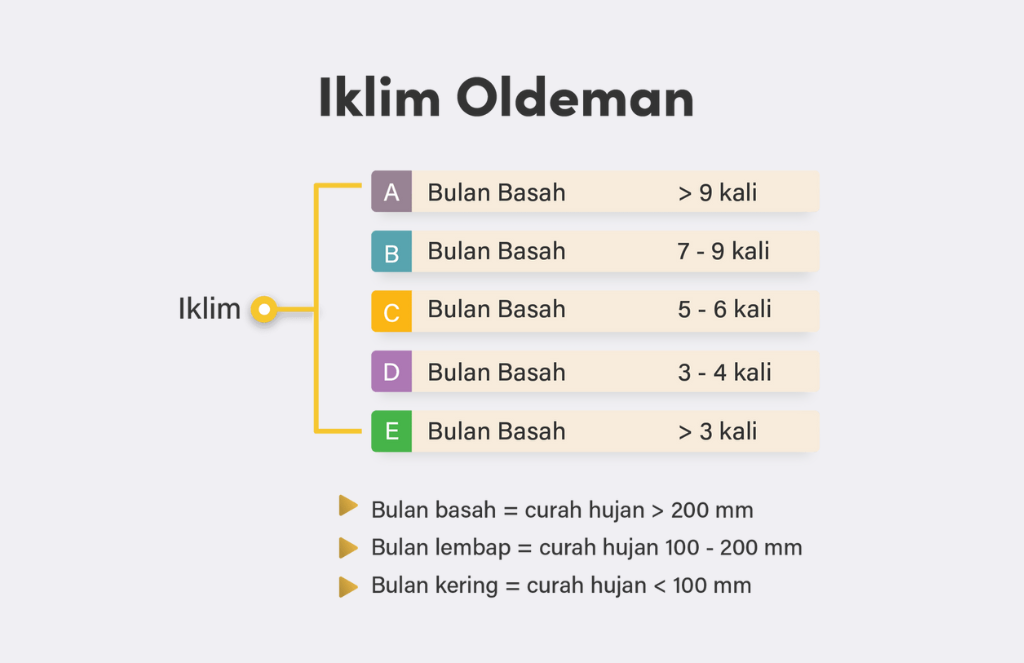 Iklim Oldeman
A Bulan Basah > 9 kali
B Bulan Basah 7 - 9 kali
Iklim
C Bulan Basah 5 - 6 kali
D Bulan Basah 3 - 4 kali
E Bulan Basah > 3 kali
Bulan basah = curah hujan > 200 mm
Bulan lembap = curah hujan 100 - 200 mm
Bulan kering = curah hujan < 100 mm